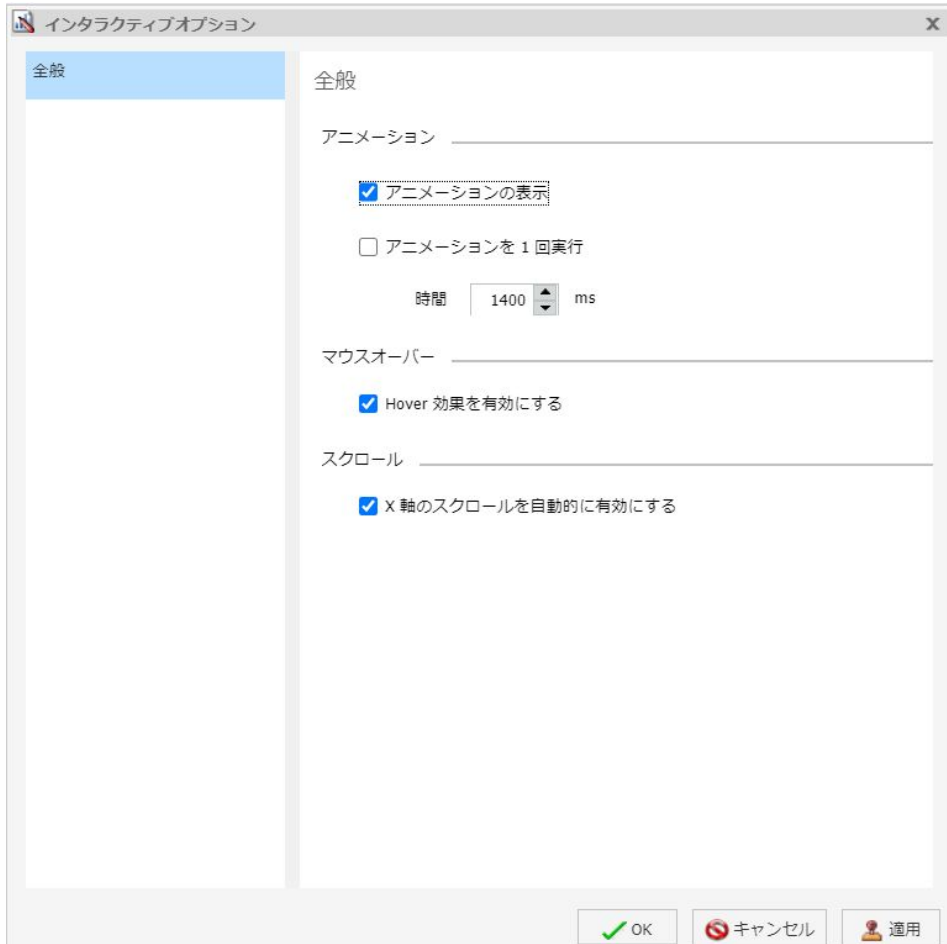 インタラクティブオプション
全般
全般
アニメーション
アニメーションの表示
アニメーションを 1 回実行
時間 1400 ms
マウスオーバー
Hover 効果を有効にする
スクロール
X 軸のスクロールを自動的に有効にする
OK キャンセル 適用